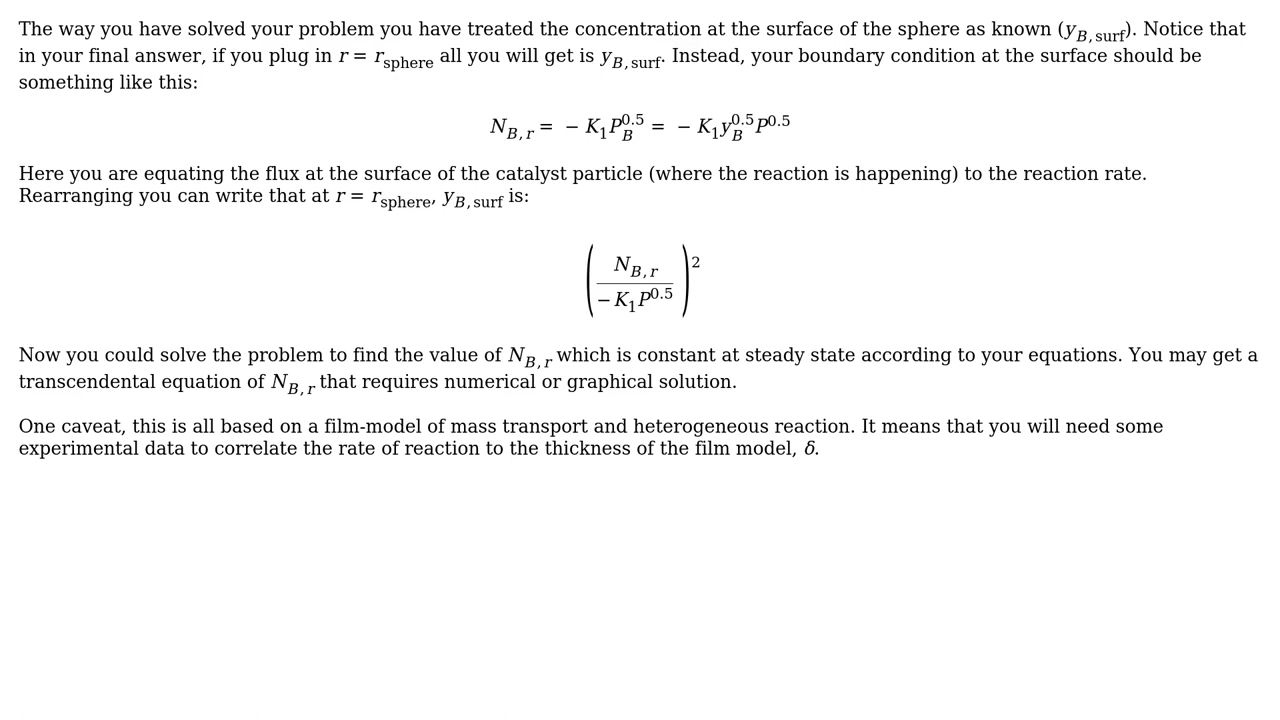 The way you have solved your problem you have treated the concentration at the surface of the sphere as known (y_{B,surf}). Notice that
in your final answer, if you plug in r = r_{sphere} all you will get is y_{B,surf}. Instead, your boundary condition at the surface should be
something like this:
N_{B,r} = − K_1 P_B^{0.5} = − K_1 y_B^{0.5} P^{0.5}
Here you are equating the flux at the surface of the catalyst particle (where the reaction is happening) to the reaction rate.
Rearranging you can write that at r = r_{sphere}, y_{B,surf} is:
\left( \frac{N_{B,r}}{− K_1 P^{0.5}} \right)^2
Now you could solve the problem to find the value of N_{B,r} which is constant at steady state according to your equations. You may get a
transcendental equation of N_{B,r} that requires numerical or graphical solution.
One caveat, this is all based on a film-model of mass transport and heterogeneous reaction. It means that you will need some
experimental data to correlate the rate of reaction to the thickness of the film model, δ.